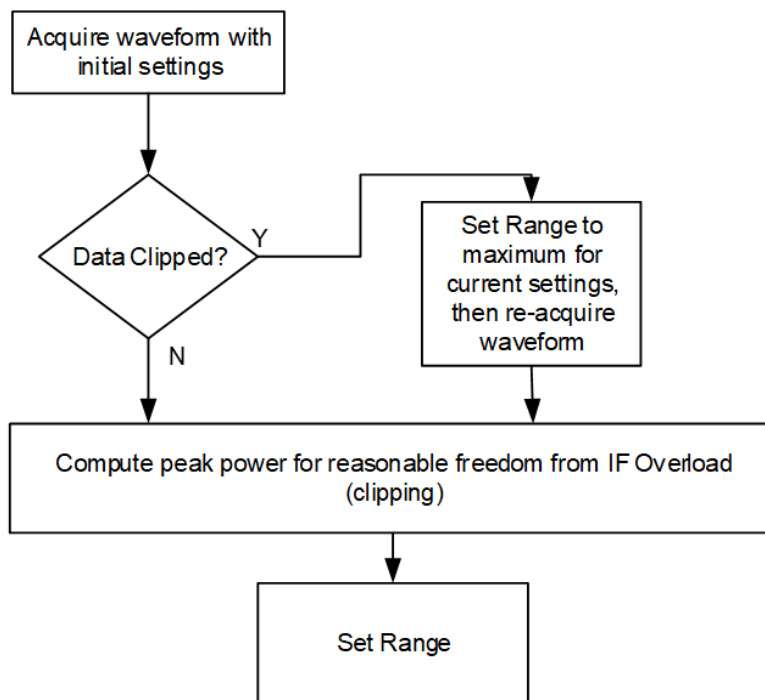 Acquire waveform with
initial settings
Data Clipped?
Y
Set Range to
maximum for
current settings,
then re-acquire
waveform
N
Compute peak power for reasonable freedom from IF Overload
(clipping)
Set Range